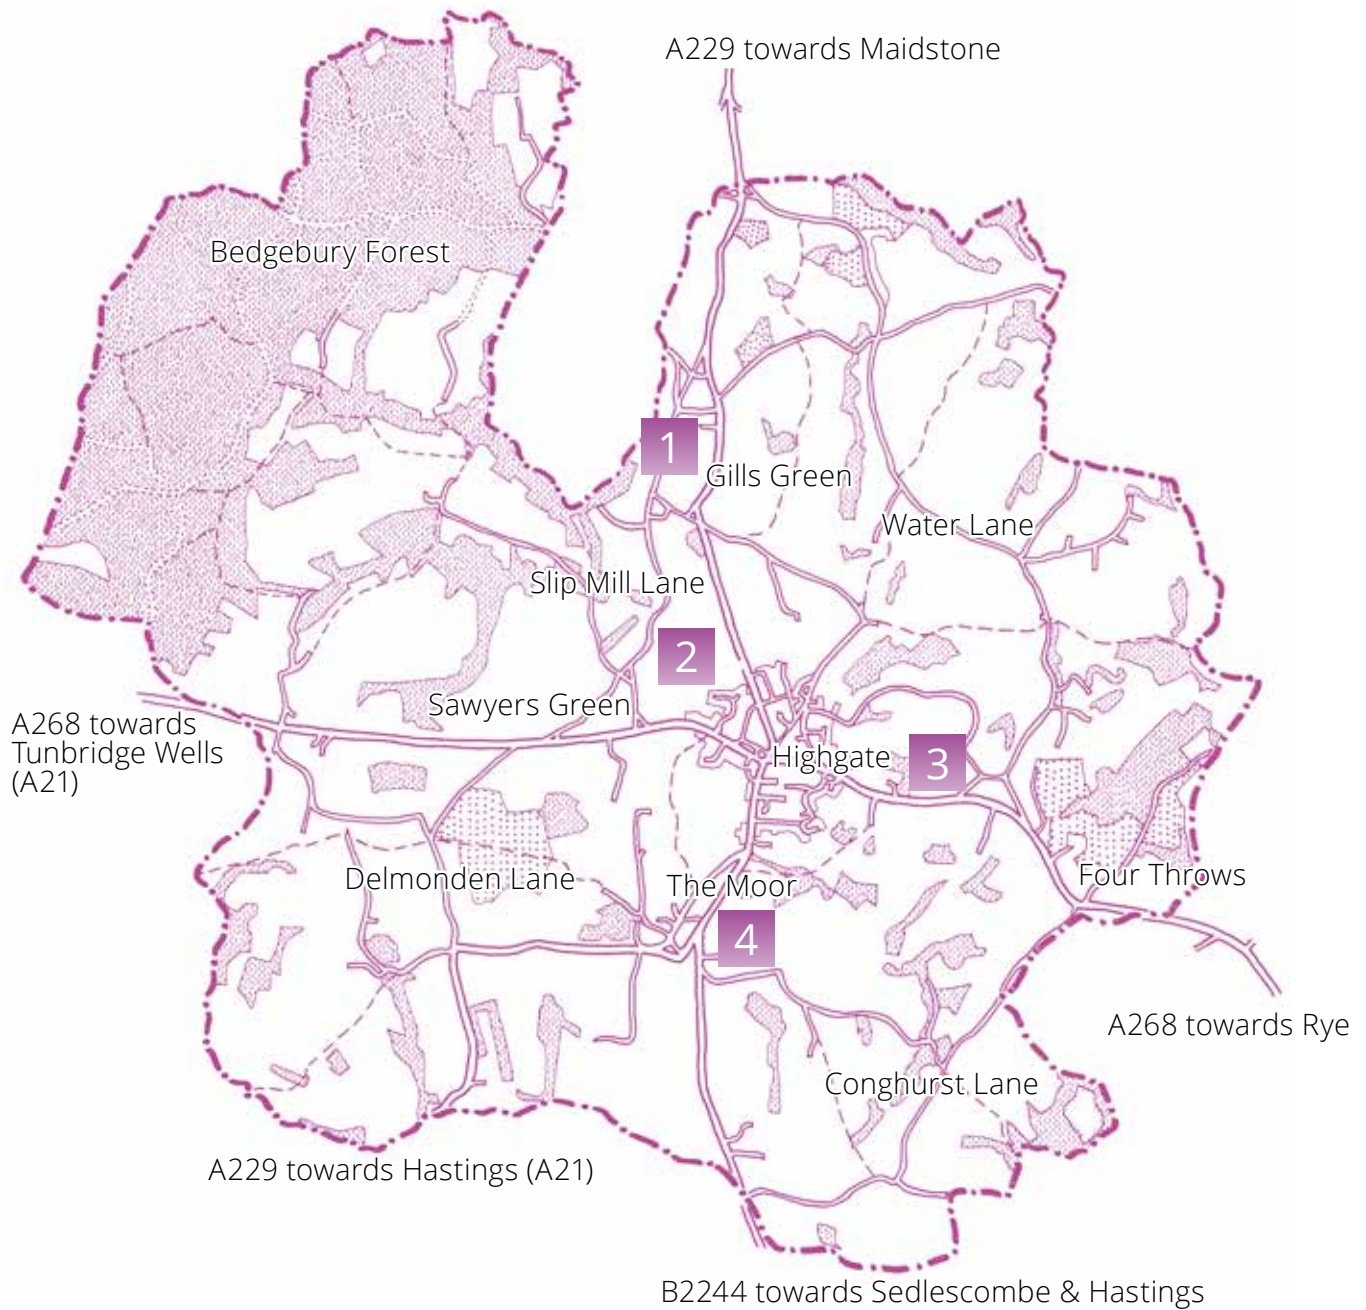 A229 towards Maidstone
Bedgebury Forest
1
Gills Green
Water Lane
Slip Mill Lane
2
Sawyers Green
A268 towards
Tunbridge Wells
(A21)
Highgate
3
Delmonden Lane
The Moor
Four Throws
4
A268 towards Rye
Conghurst Lane
A229 towards Hastings (A21)
B2244 towards Sedlescombe & Hastings